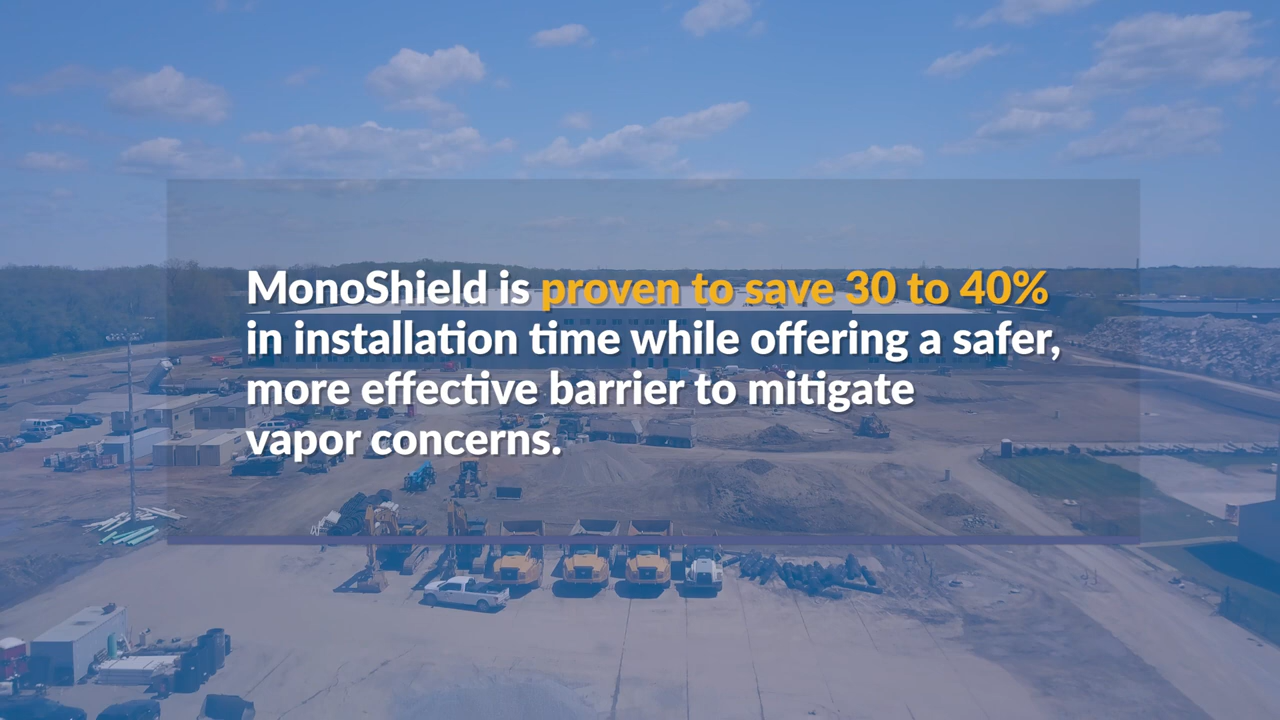 MonoShield is proven to save 30 to 40%
in installation time while offering a safer,
more effective barrier to mitigate
vapor concerns.